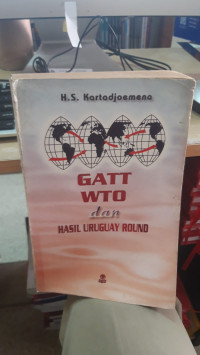 H.S. Kartadjoemena
GATT
WTO
dan
HASIL URUGUAY ROUND